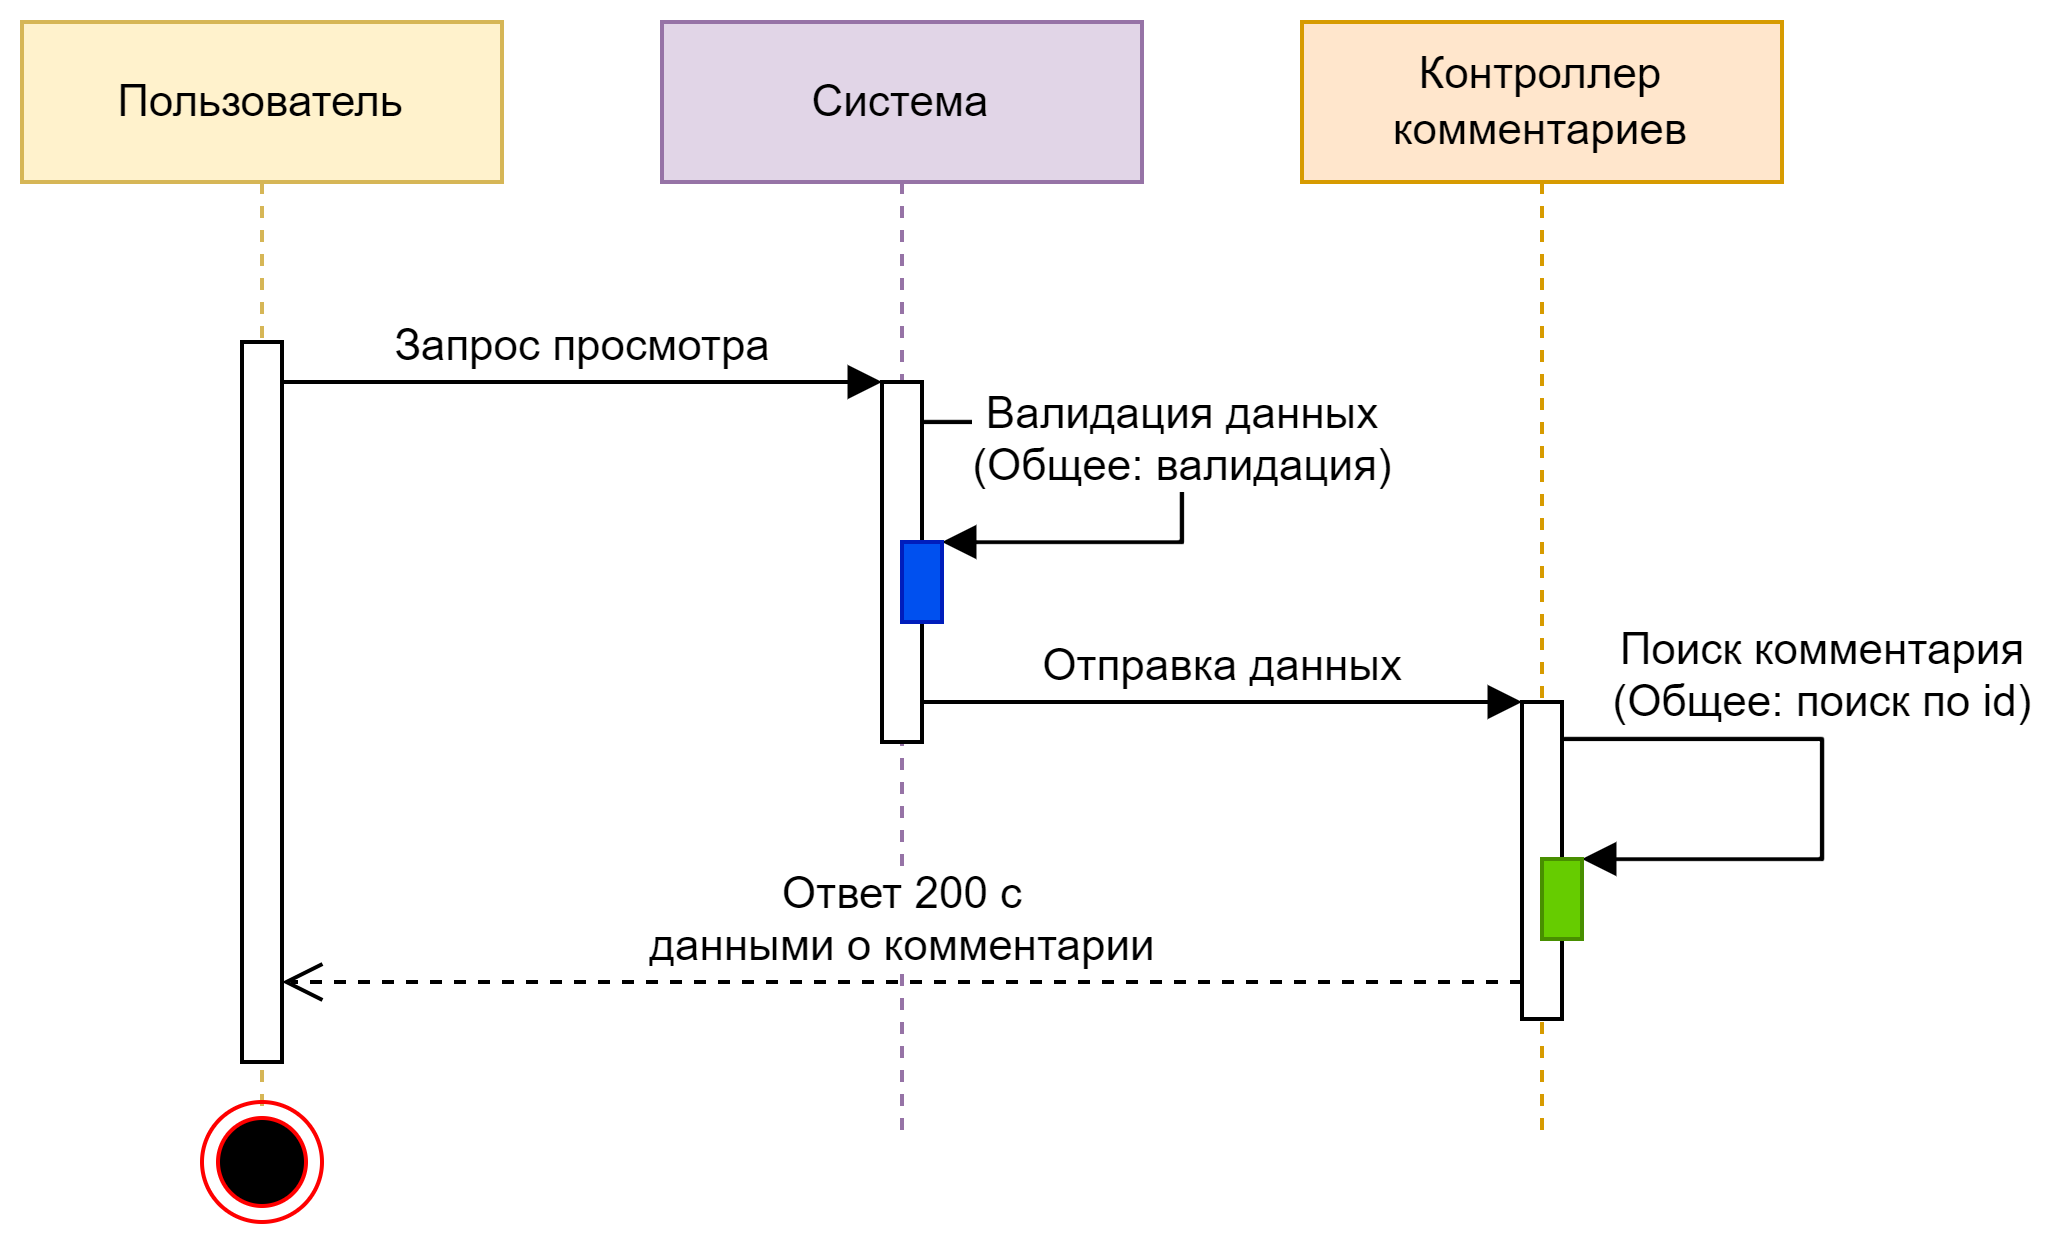 Пользователь
Система
Контроллер
комментариев
Запрос просмотра
Валидация данных
(Общее: валидация)
Отправка данных
Поиск комментария
(Общее: поиск по id)
Ответ 200 с
данными о комментарии